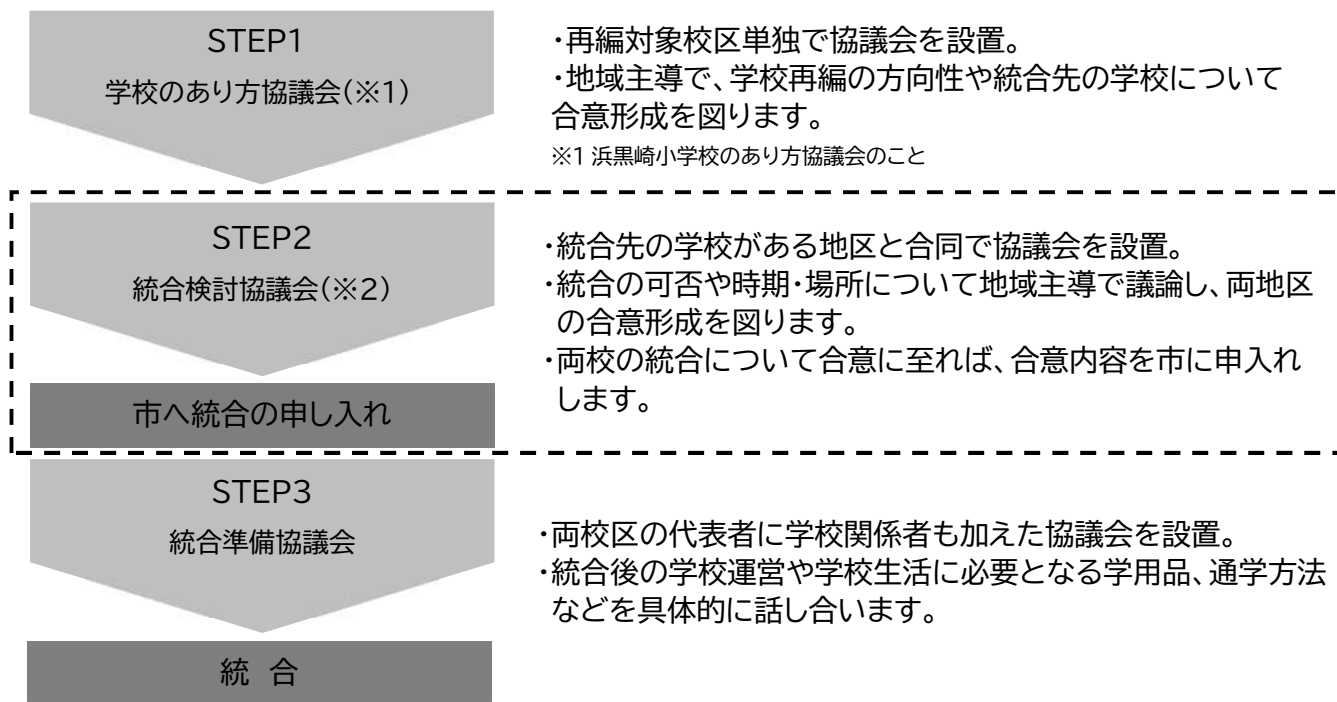 STEP1
学校のあり方協議会(※1)
・再編対象校区単独で協議会を設置。
・地域主導で、学校再編の方向性や統合先の学校について
合意形成を図ります。
※1 浜黒崎小学校のあり方協議会のこと
STEP2
統合検討協議会(※2)
市へ統合の申し入れ
・統合先の学校がある地区と合同で協議会を設置。
・統合の可否や時期・場所について地域主導で議論し、両地区
の合意形成を図ります。
・両校の統合について合意に至れば、合意内容を市に申入れ
します。
STEP3
統合準備協議会
・両校区の代表者に学校関係者も加えた協議会を設置。
・統合後の学校運営や学校生活に必要となる学用品、通学方法
などを具体的に話し合います。
統 合